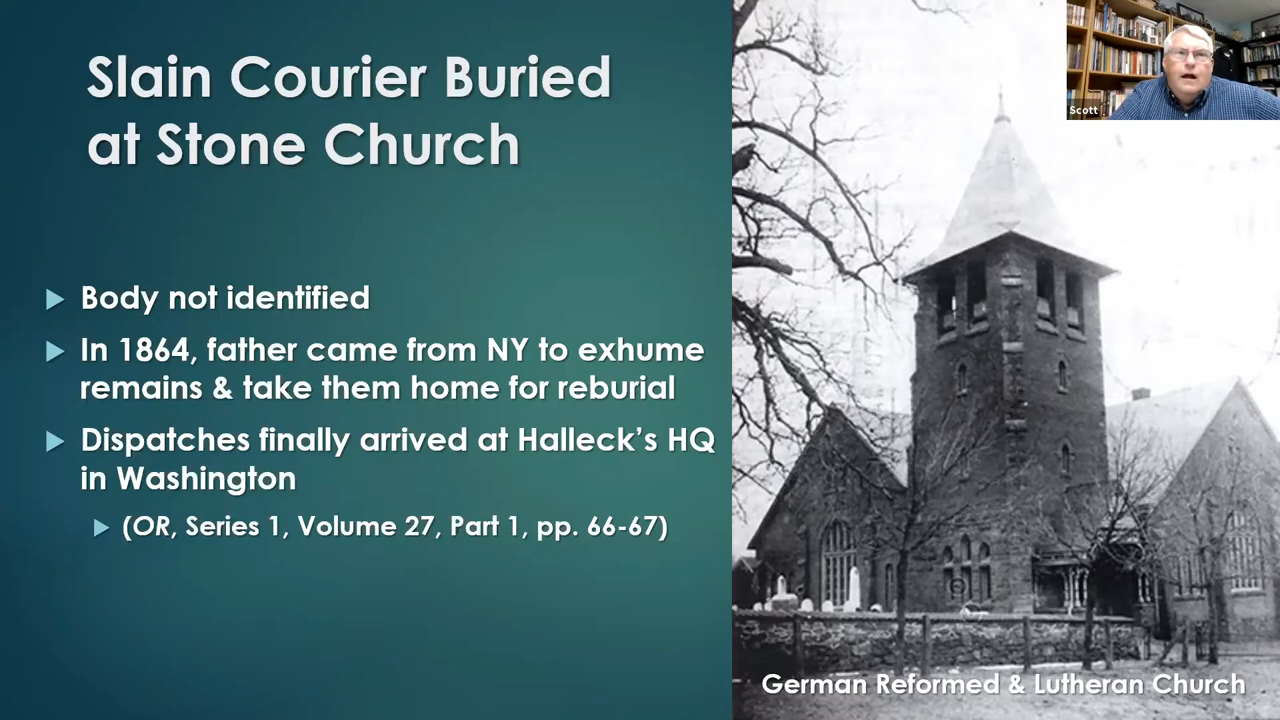 Slain Courier Buried
at Stone Church
Body not identified
In 1864, father came from NY to exhume
remains & take them home for reburial
Dispatches finally arrived at Halleck’s HQ
in Washington
(OR, Series 1, Volume 27, Part 1, pp. 66-67)
Scott
German Reformed & Lutheran Church